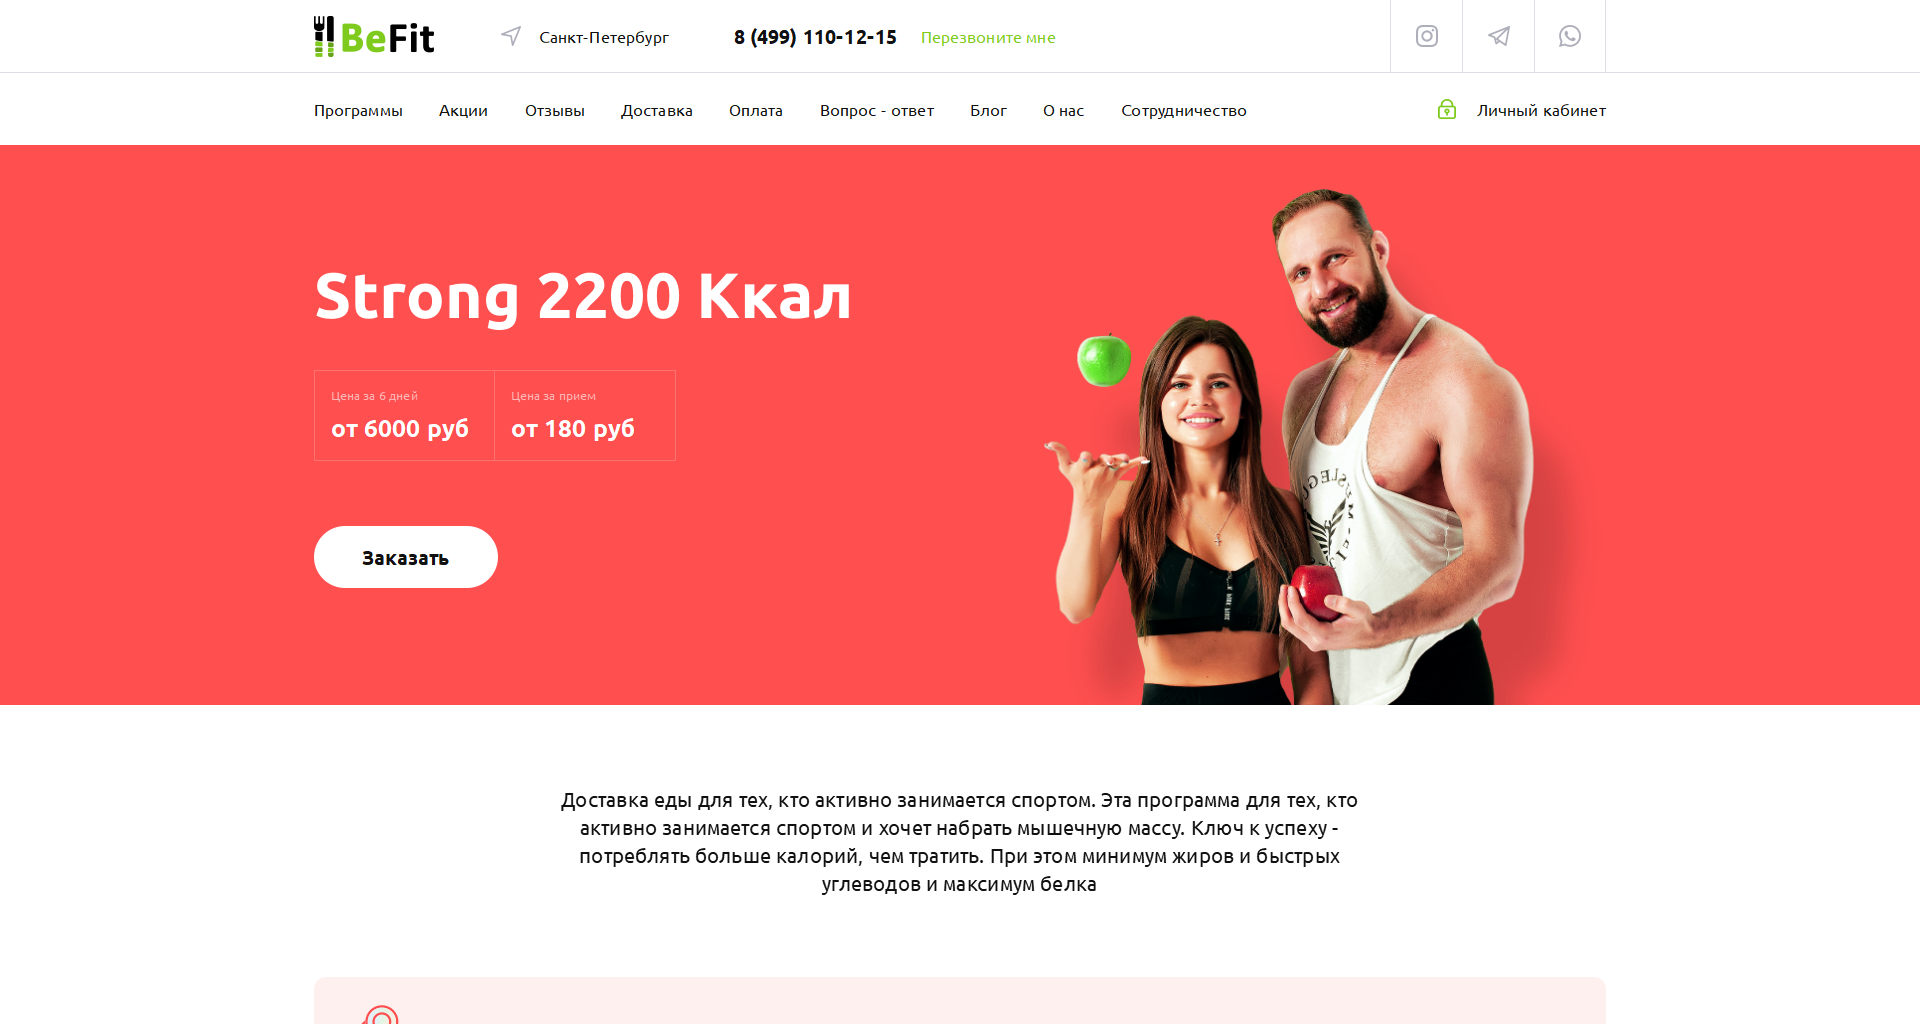 BeFit
Санкт-Петербург
8 (499) 110-12-15
Перезвоните мне
Программы
Акции
Отзывы
Доставка
Оплата
Вопрос - ответ
Блог
О нас
Сотрудничество
Личный кабинет
Strong 2200 Ккал
Цена за 6 дней
от 6000 руб
Цена за прием
от 180 руб
Заказать
Доставка еды для тех, кто активно занимается спортом. Эта программа для тех, кто
активно занимается спортом и хочет набрать мышечную массу. Ключ к успеху -
потреблять больше калорий, чем тратить. При этом минимум жиров и быстрых
углеводов и максимум белка